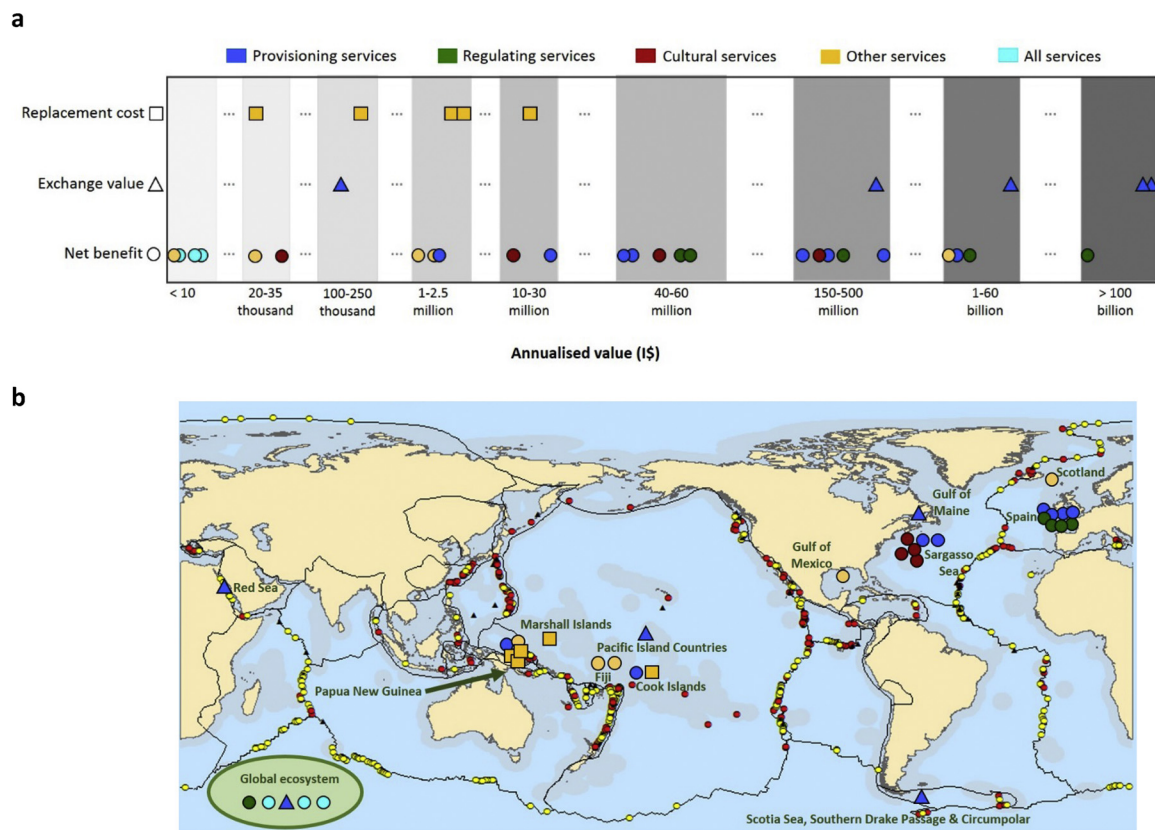 a
Provisioning services Regulating services Cultural services Other services All services
Replacement cost ... ... ... ... ... ... ... ...
Exchange value ... ... ... ... ... ... ... ...
Net benefit ... ... ... ... ... ... ... ...
< 10 20-35 100-250 1-2.5 10-30 40-60 150-500 1-60 > 100
thousand thousand million million million million billion billion
Annualised value (I$)
b
Scotland
Gulf of
Maine
Spain
Gulf of
Mexico
Sargasso
Sea
Red Sea
Marshall Islands
Pacific Island Countries
Fiji
Cook Islands
Papua New Guinea
Global ecosystem
Scotia Sea, Southern Drake Passage & Circumpolar